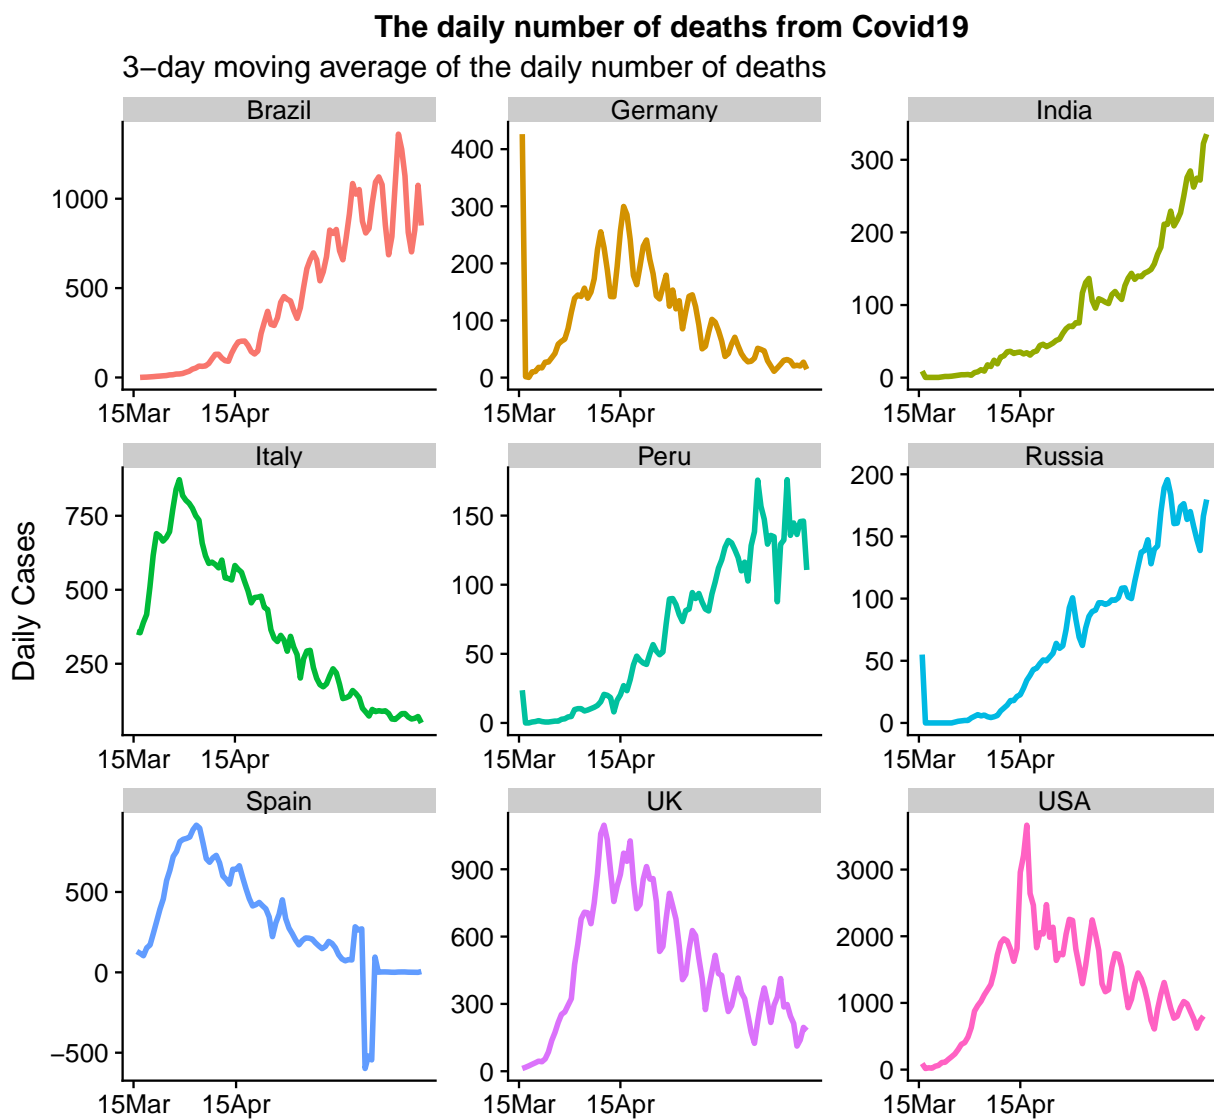 The daily number of deaths from Covid19
3−day moving average of the daily number of deaths
Brazil
Germany
India
1000
500
0
400
300
200
100
0
300
200
100
0
15Mar 15Apr
15Mar 15Apr
15Mar 15Apr
Italy
Peru
Russia
Daily Cases
750
500
250
150
100
50
0
200
150
100
50
0
15Mar 15Apr
15Mar 15Apr
15Mar 15Apr
Spain
UK
USA
500
0
−500
900
600
300
0
3000
2000
1000
0
15Mar 15Apr
15Mar 15Apr
15Mar 15Apr